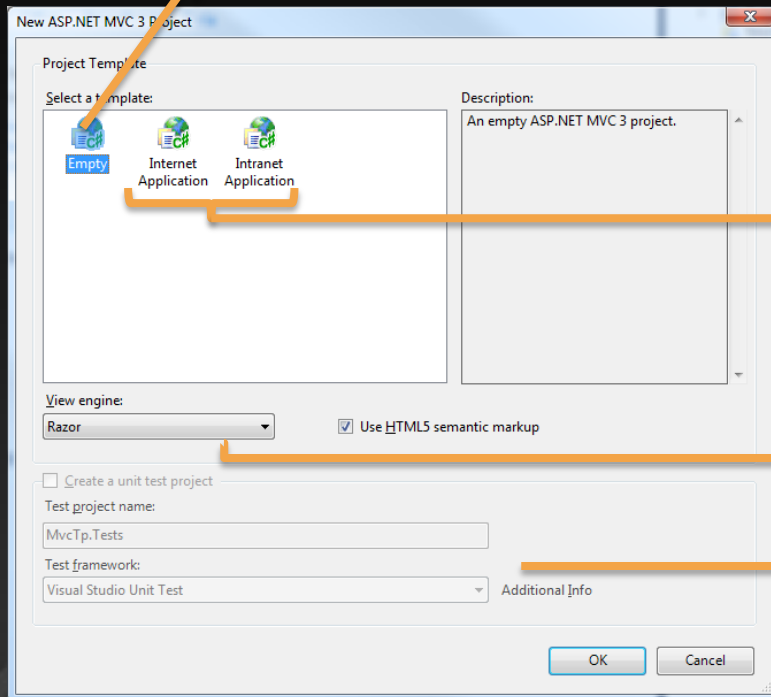 New ASP.NET MVC 3 Project
Project Template
Select a template:
Description:
Empty
Internet Application
Intranet Application
An empty ASP.NET MVC 3 project.
View engine:
Razor
Use HTML5 semantic markup
Create a unit test project
Test project name:
MvcTp.Tests
Test framework:
Visual Studio Unit Test
Additional Info
OK
Cancel